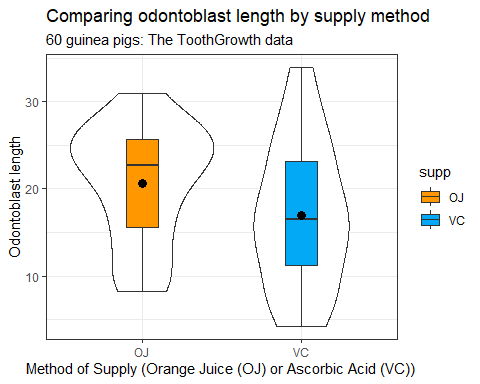 Comparing odontoblast length by supply method
60 guinea pigs: The ToothGrowth data
Odontoblast length
30
20
10
OJ
VC
Method of Supply (Orange Juice (OJ) or Ascorbic Acid (VC))
supp
OJ
VC